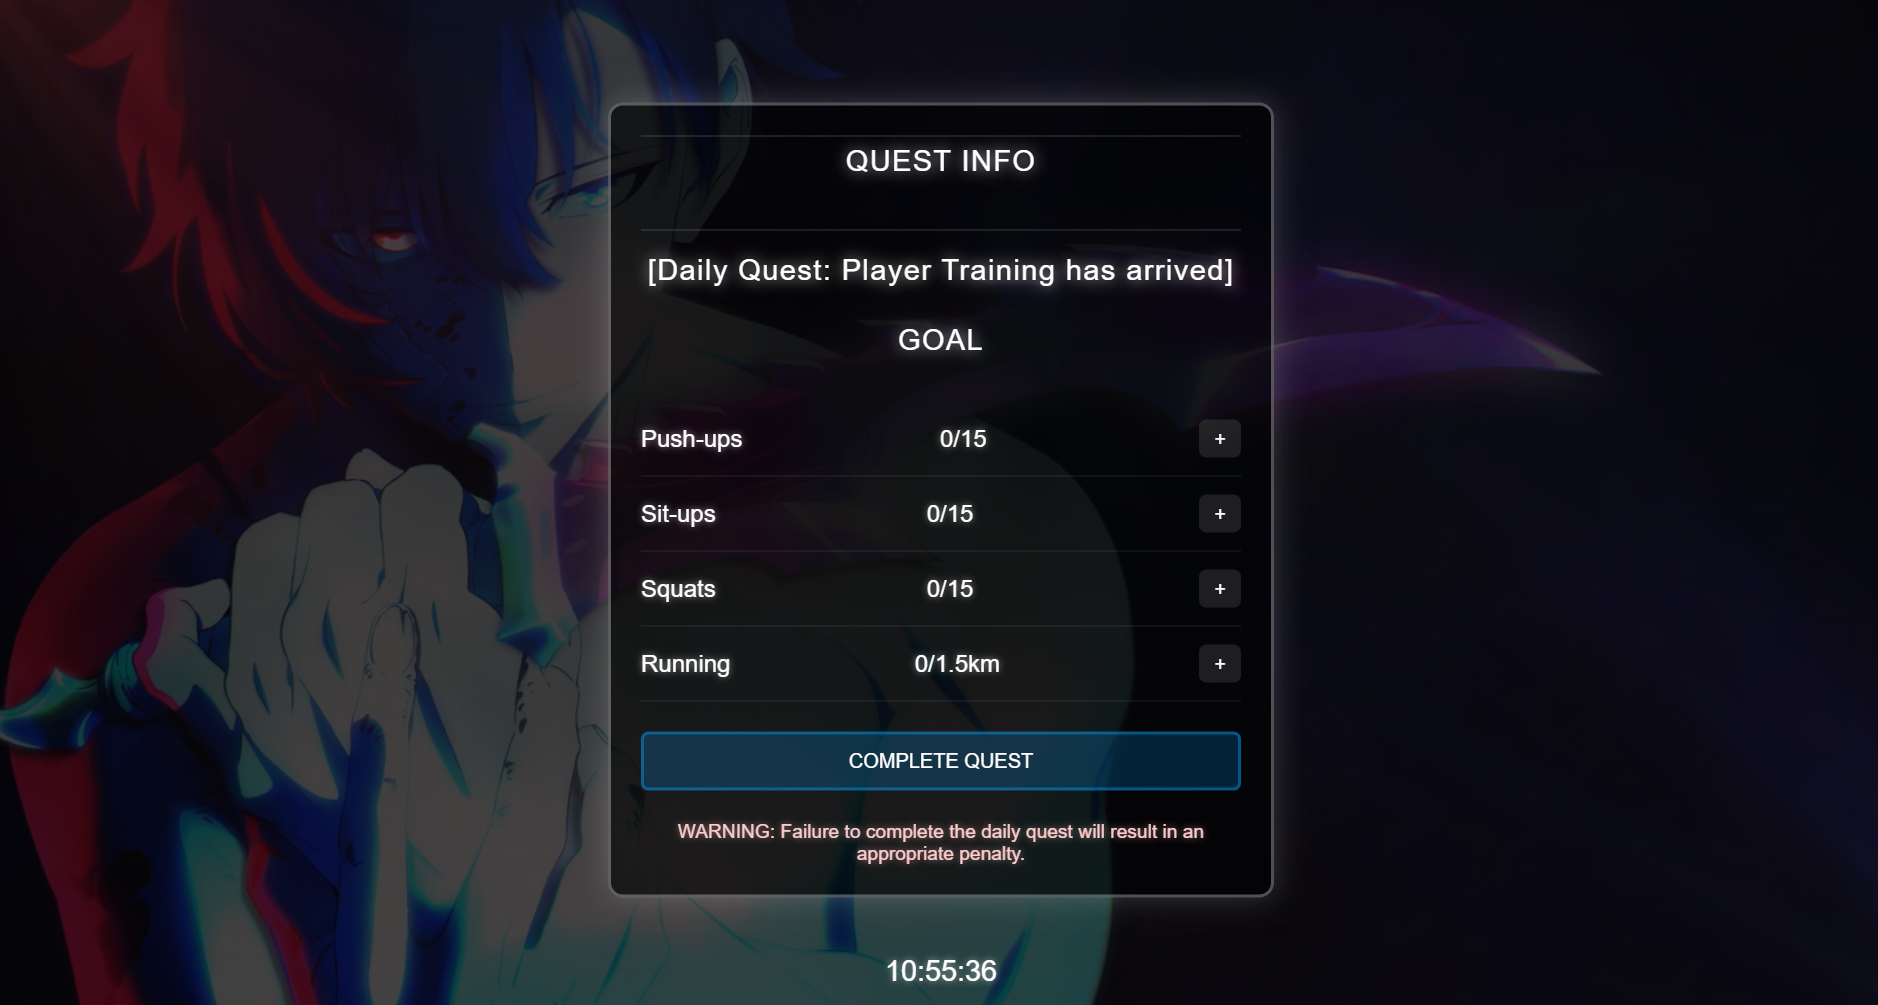 QUEST INFO
[Daily Quest: Player Training has arrived]
GOAL
Push-ups 0/15 +
Sit-ups 0/15 +
Squats 0/15 +
Running 0/1.5km +
COMPLETE QUEST
WARNING: Failure to complete the daily quest will result in an
appropriate penalty.
10:55:36